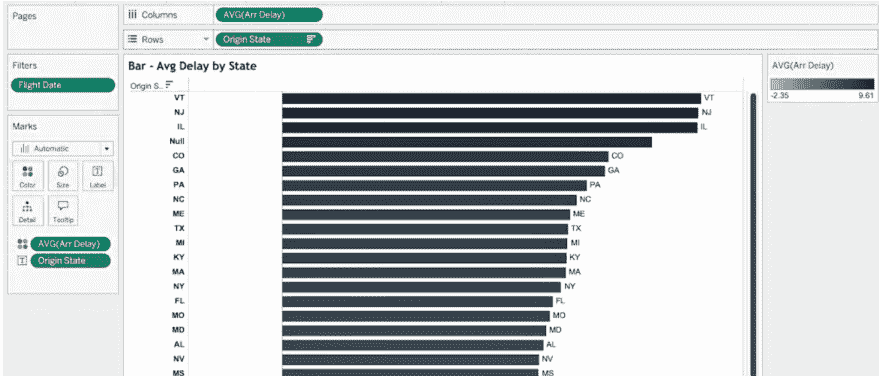 Pages
Columns
AVG(Arr Delay)
Rows
Origin State
Filters
Flight Date
Marks
Automatic
Color
Size
Label
Detail
Tooltip
AVG(Arr Delay)
Origin State
Bar - Avg Delay by State
Origin S..
VT VT
NJ NJ
IL IL
Null
CO CO
GA GA
PA PA
NC NC
ME ME
TX TX
MI MI
KY KY
MA MA
NY NY
FL FL
MO MO
MD MD
AL AL
NV NV
MS MS
AVG(Arr Delay)
-2.35 9.61